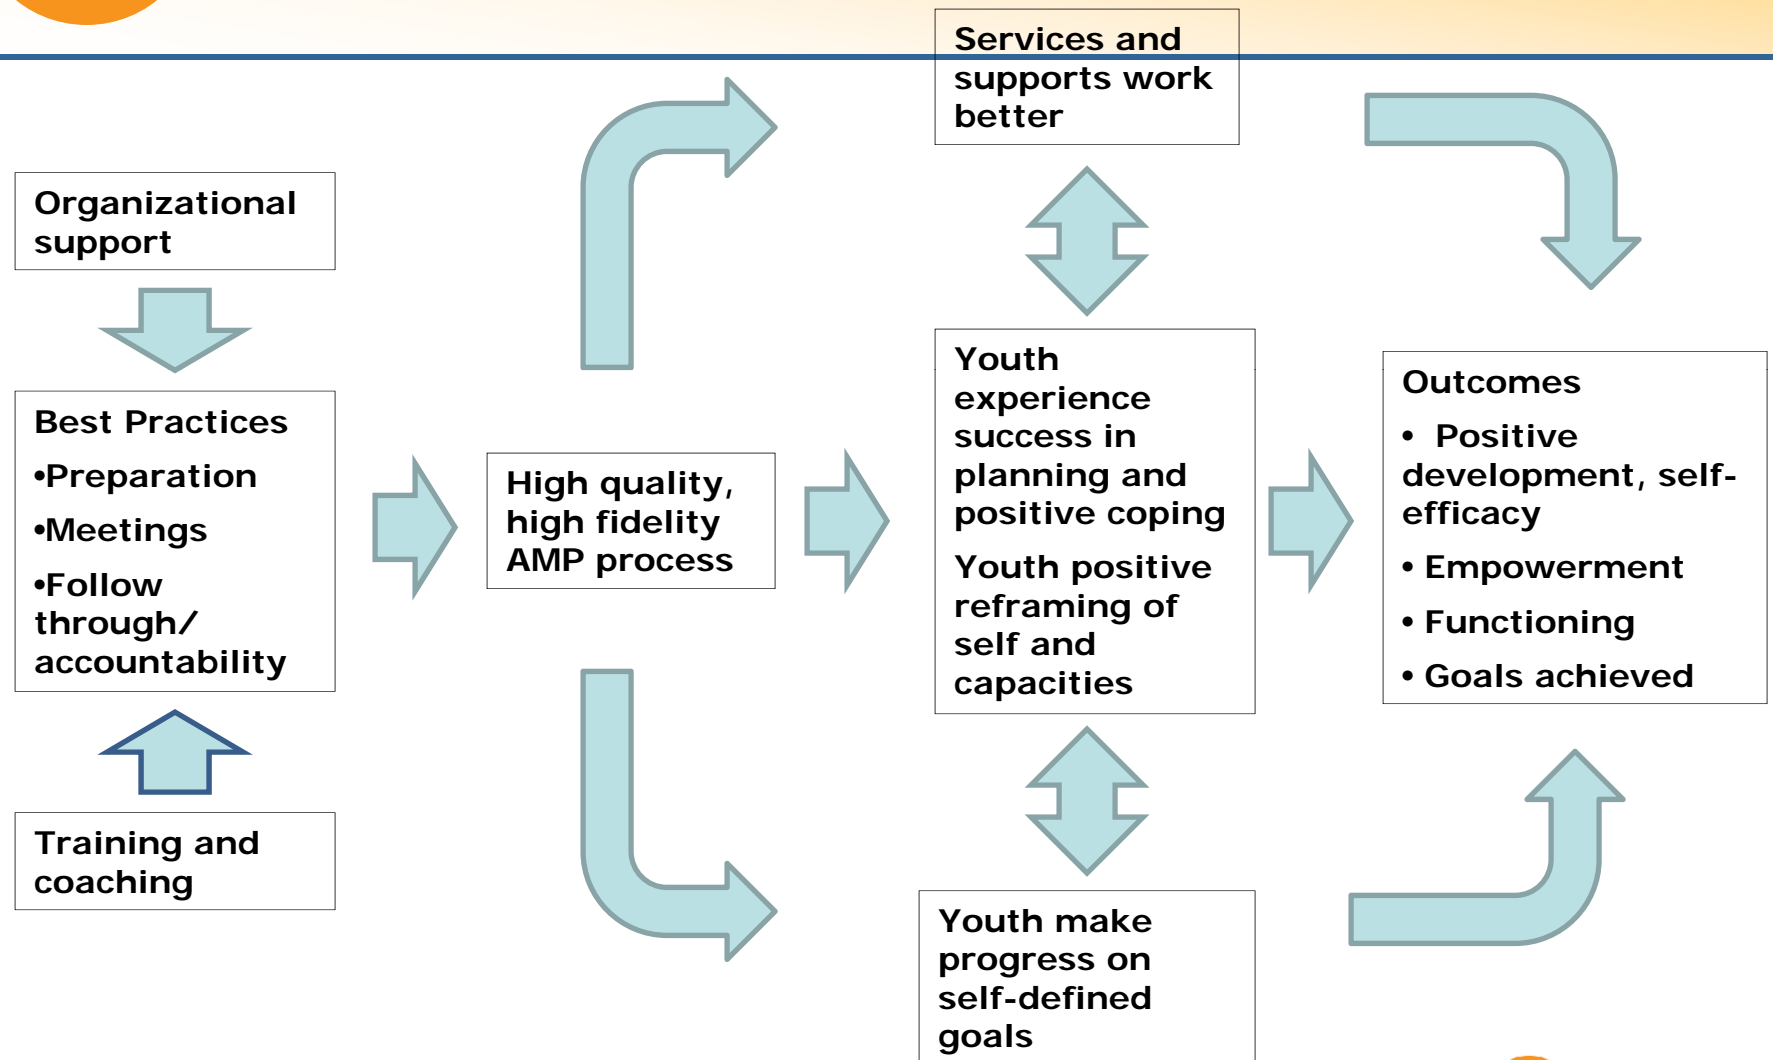 Services and
supports work
better
Organizational
support
Best Practices
•Preparation
•Meetings
•Follow
through/
accountability
Training and
coaching
High quality,
high fidelity
AMP process
Youth
experience
success in
planning and
positive coping
Youth positive
reframing of
self and
capacities
Youth make
progress on
self-defined
goals
Outcomes
• Positive
development, self-
efficacy
• Empowerment
• Functioning
• Goals achieved